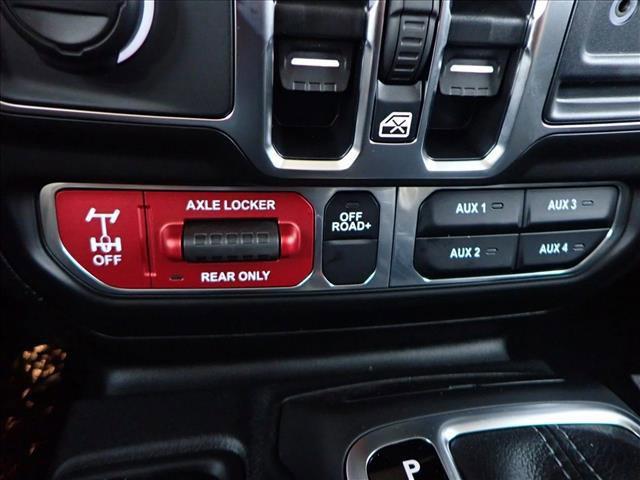 AXLE LOCKER
OFF
REAR ONLY
OFF
ROAD+
AUX 1
AUX 3
AUX 2
AUX 4
P